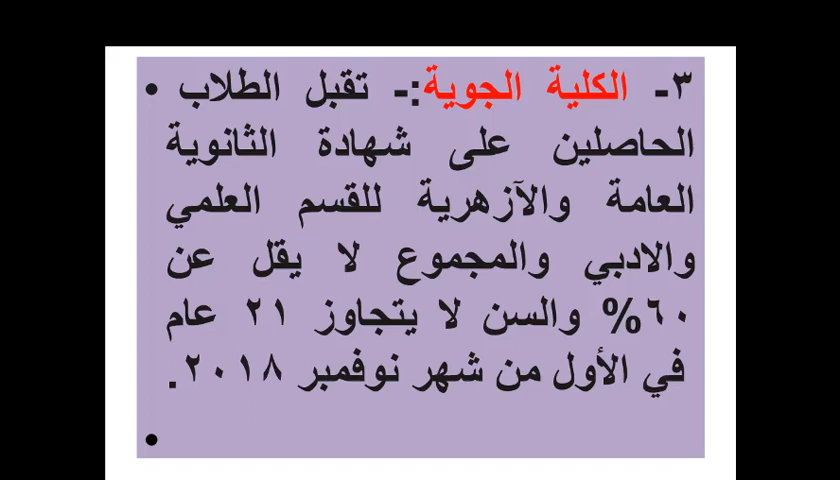 • ٣- الكلية الجوية:- تقبل الطلاب
الحاصلين على شهادة الثانوية
العامة والآزهرية للقسم العلمي
والادبي والمجموع لا يقل عن
٦٠% والسن لا يتجاوز ٢١ عام
في الأول من شهر نوفمبر ٢٠١٨.
•